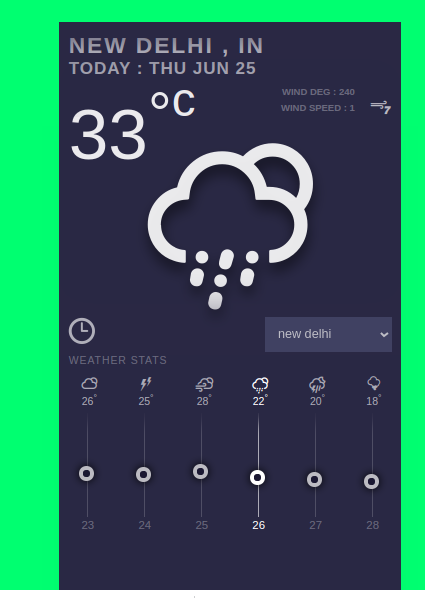 NEW DELHI , IN
TODAY : THU JUN 25
33°C
WIND DEG : 240
WIND SPEED : 1
new delhi
WEATHER STATS
26° 25° 28° 22° 20° 18°
23 24 25 26 27 28